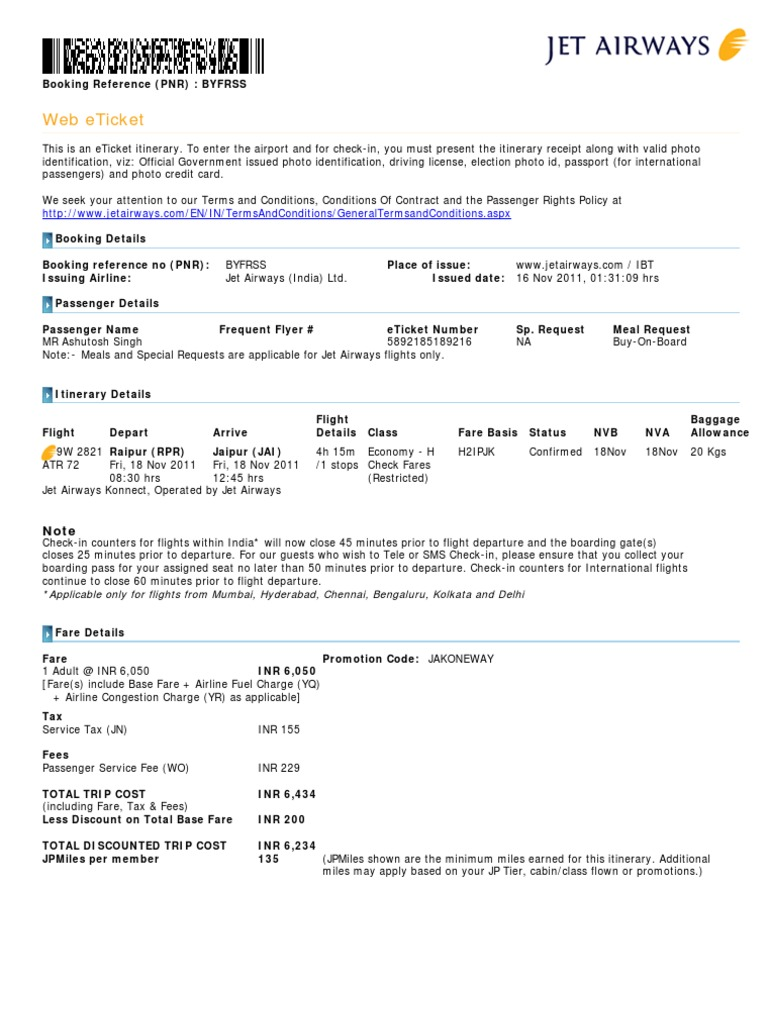 JET AIRWAYS
Booking Reference (PNR) : BYFRSS
Web eTicket
This is an eTicket itinerary. To enter the airport and for check-in, you must present the itinerary receipt along with valid photo
identification, viz: Official Government issued photo identification, driving license, election photo id, passport (for international
passengers) and photo credit card.
We seek your attention to our Terms and Conditions, Conditions Of Contract and the Passenger Rights Policy at
http://www.jetairways.com/EN/IN/TermsAndConditions/GeneralTermsandConditions.aspx
Booking Details
Booking reference no (PNR): BYFRSS Place of issue: www.jetairways.com / IBT
Issuing Airline: Jet Airways (India) Ltd. Issued date: 16 Nov 2011, 01:31:09 hrs
Passenger Details
Passenger Name Frequent Flyer # eTicket Number Sp. Request Meal Request
MR Ashutosh Singh 5892185189216 NA Buy-On-Board
Note:- Meals and Special Requests are applicable for Jet Airways flights only.
Itinerary Details
Flight Baggage
Flight Depart Arrive Details Class Fare Basis Status NVB NVA Allowance
9W 2821 Raipur (RPR) Jaipur (JAI) 4h 15m Economy - H H2IPJK Confirmed 18Nov 18Nov 20 Kgs
ATR 72 Fri, 18 Nov 2011 Fri, 18 Nov 2011 /1 stops Check Fares
08:30 hrs 12:45 hrs (Restricted)
Jet Airways Konnect, Operated by Jet Airways
Note
Check-in counters for flights within India* will now close 45 minutes prior to flight departure and the boarding gate(s)
closes 25 minutes prior to departure. For our guests who wish to Tele or SMS Check-in, please ensure that you collect your
boarding pass for your assigned seat no later than 50 minutes prior to departure. Check-in counters for International flights
continue to close 60 minutes prior to flight departure.
*Applicable only for flights from Mumbai, Hyderabad, Chennai, Bengaluru, Kolkata and Delhi
Fare Details
Fare Promotion Code: JAKONEWAY
1 Adult @ INR 6,050 INR 6,050
[Fare(s) include Base Fare + Airline Fuel Charge (YQ)
+ Airline Congestion Charge (YR) as applicable]
Tax
Service Tax (JN) INR 155
Fees
Passenger Service Fee (WO) INR 229
TOTAL TRIP COST INR 6,434
(including Fare, Tax & Fees)
Less Discount on Total Base Fare INR 200
TOTAL DISCOUNTED TRIP COST INR 6,234
JPMiles per member 135 (JPMiles shown are the minimum miles earned for this itinerary. Additional
miles may apply based on your JP Tier, cabin/class flown or promotions.)